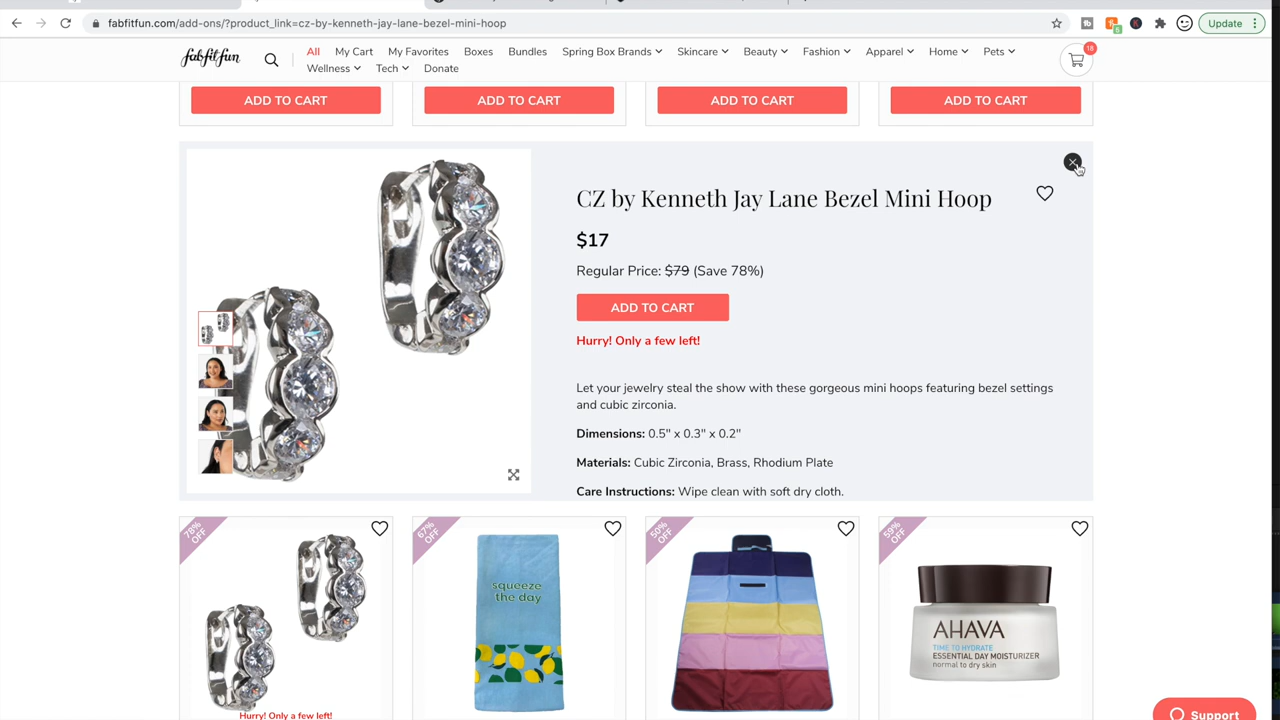 fabfitfun.com/add-ons/?product_link=cz-by-kenneth-jay-lane-bezel-mini-hoop
Update
fabfitfun
All My Cart My Favorites Boxes Bundles Spring Box Brands Skincare Beauty Fashion Apparel Home Pets
18
Wellness Tech Donate
ADD TO CART ADD TO CART ADD TO CART ADD TO CART
CZ by Kenneth Jay Lane Bezel Mini Hoop
$17
Regular Price: $79 (Save 78%)
ADD TO CART
Hurry! Only a few left!
Let your jewelry steal the show with these gorgeous mini hoops featuring bezel settings
and cubic zirconia.
Dimensions: 0.5" x 0.3" x 0.2"
Materials: Cubic Zirconia, Brass, Rhodium Plate
Care Instructions: Wipe clean with soft dry cloth.
78% OFF
67% OFF
50% OFF
59% OFF
squeeze
the day
AHAVA
TIME TO HYDRATE
ESSENTIAL DAY MOISTURIZER
normal to dry skin
Hurry! Only a few left!
Support